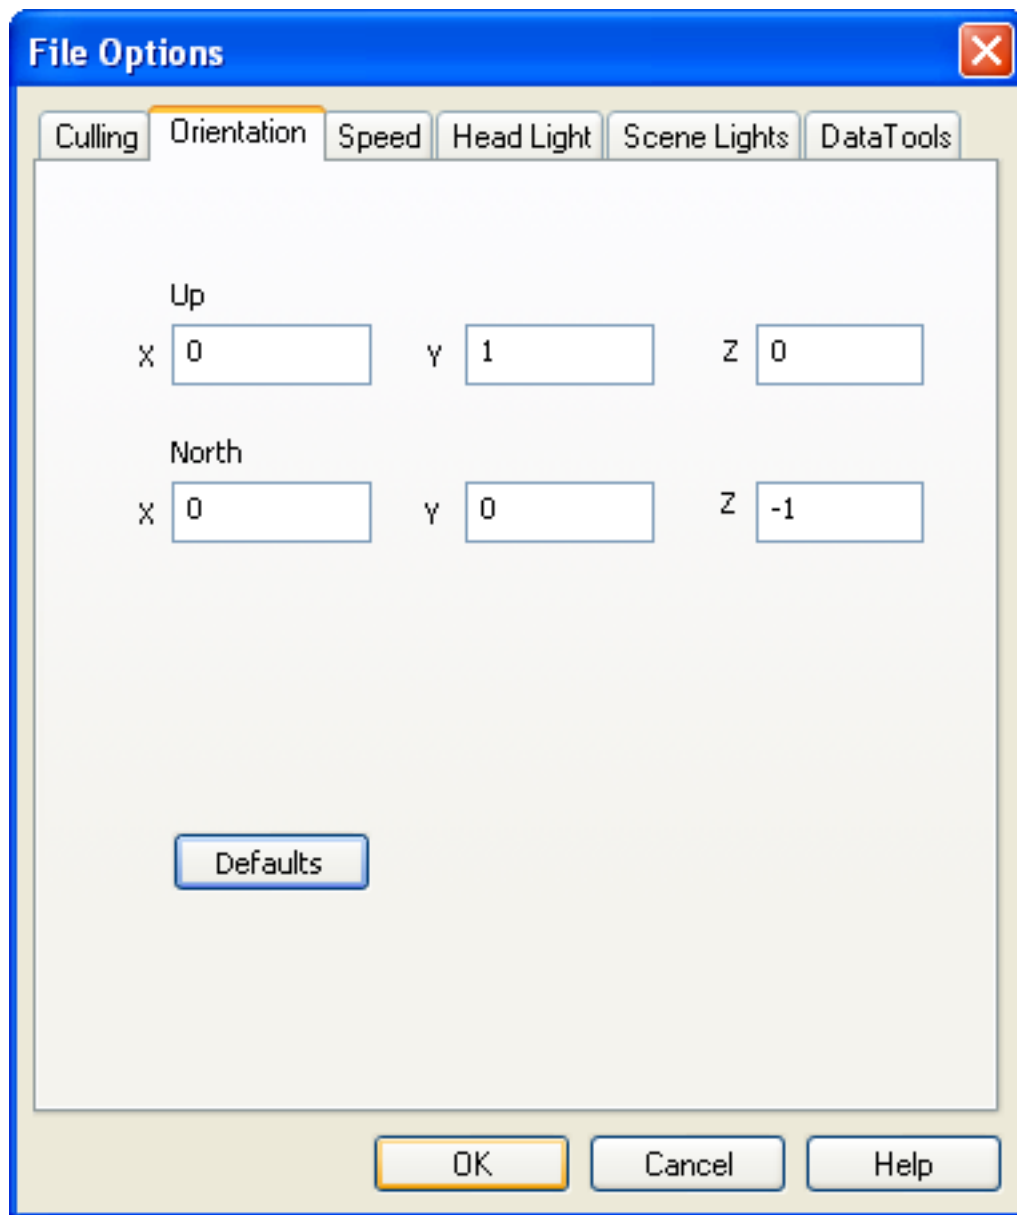 File Options
Culling Orientation Speed Head Light Scene Lights DataTools
Up
X 0 Y 1 Z 0
North
X 0 Y 0 Z -1
Defaults
OK Cancel Help